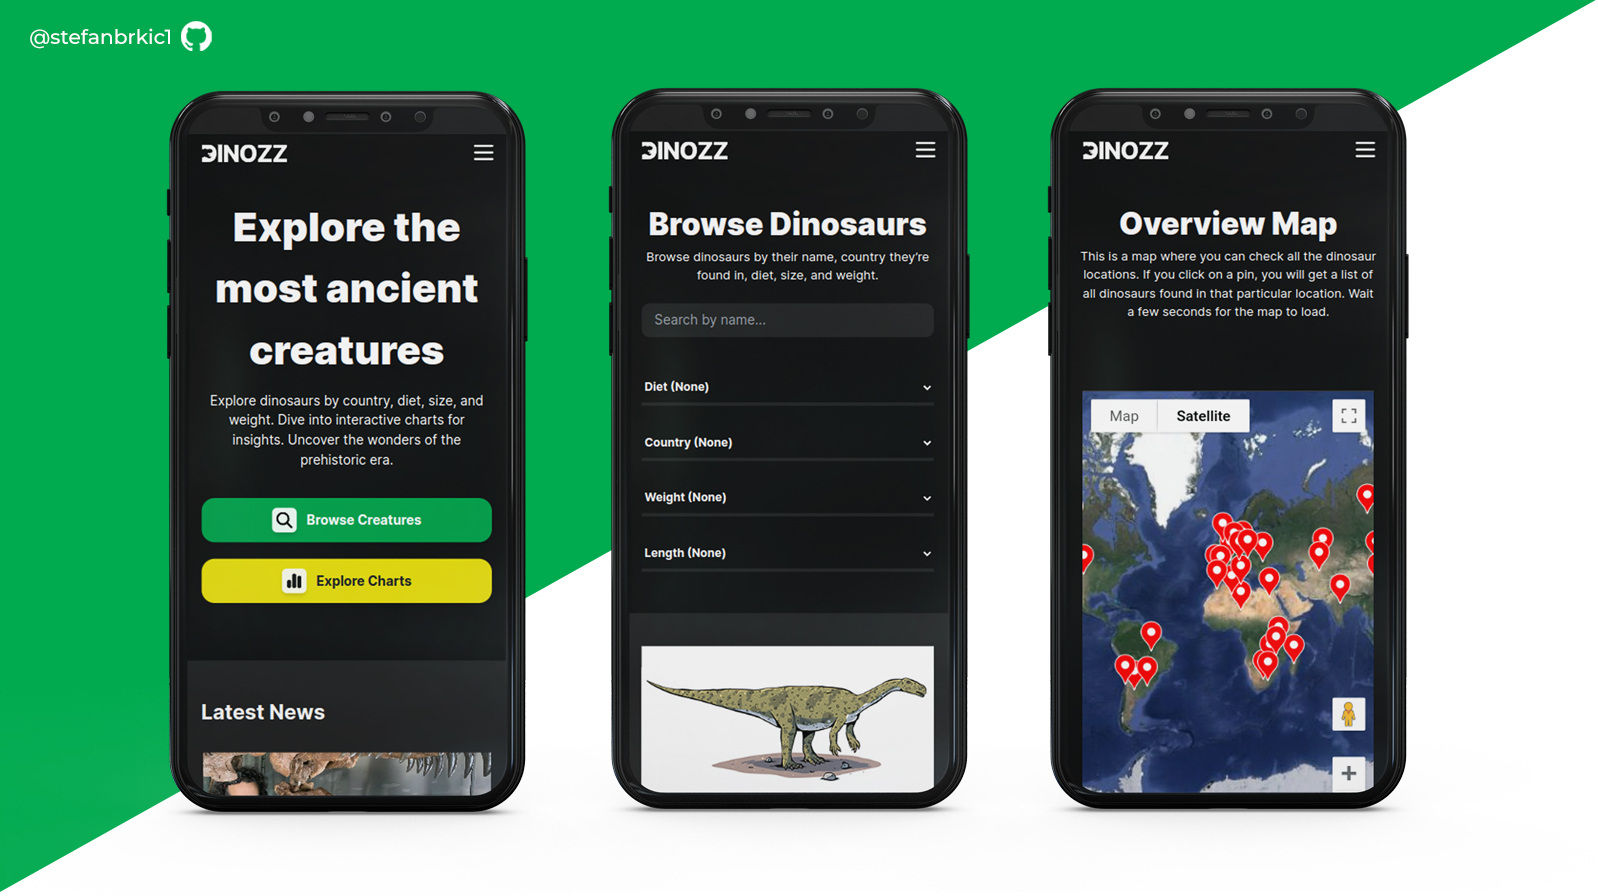 @stefanbrkic1
DINOZZ
Explore the
most ancient
creatures
Explore dinosaurs by country, diet, size, and
weight. Dive into interactive charts for
insights. Uncover the wonders of the
prehistoric era.
Browse Creatures
Explore Charts
Latest News
DINOZZ
Browse Dinosaurs
Browse dinosaurs by their name, country they're
found in, diet, size, and weight.
Search by name...
Diet (None)
Country (None)
Weight (None)
Length (None)
DINOZZ
Overview Map
This is a map where you can check all the dinosaur
locations. If you click on a pin, you will get a list of
all dinosaurs found in that particular location. Wait
a few seconds for the map to load.
Map Satellite